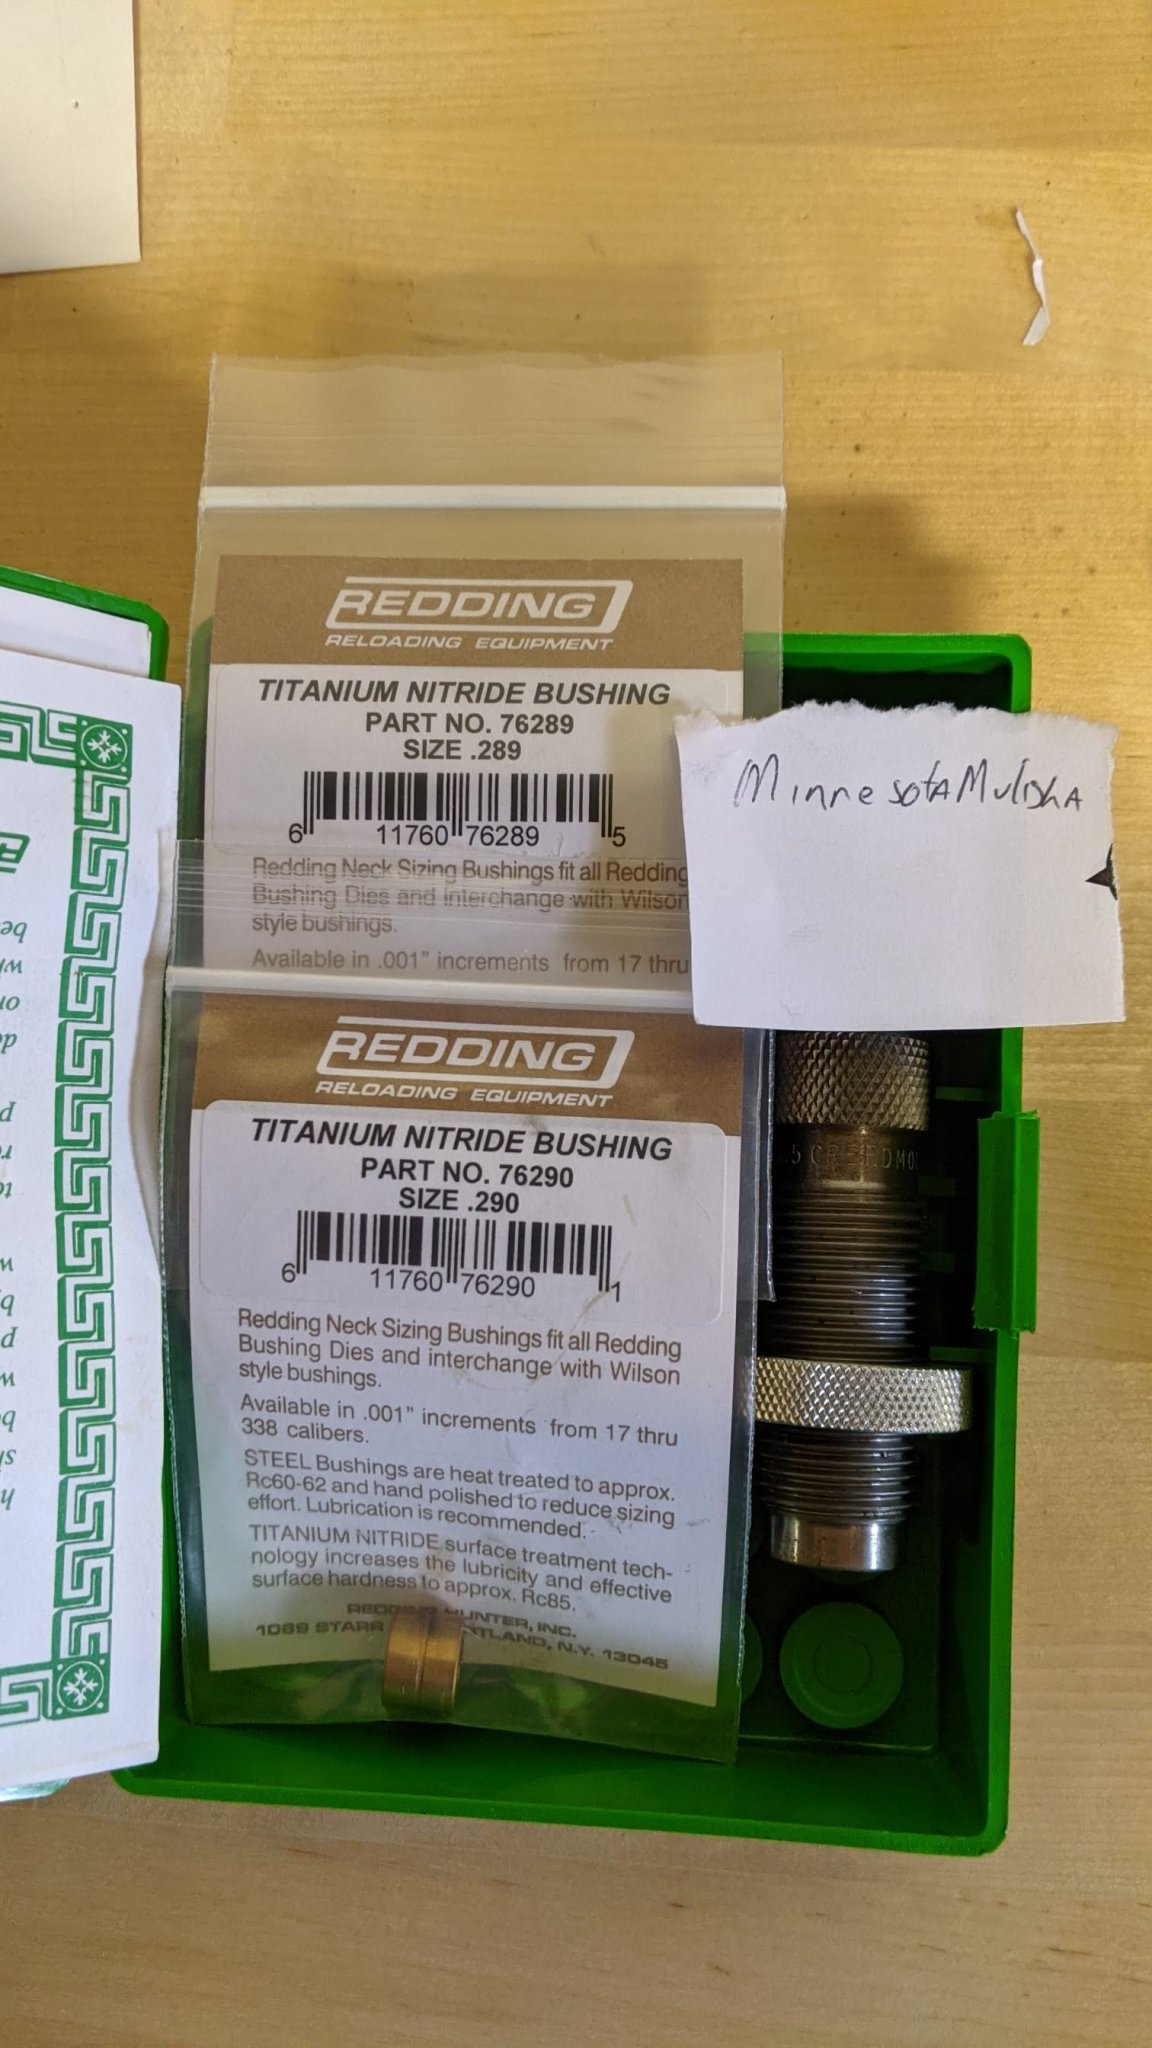 REDDING
RELOADING EQUIPMENT
TITANIUM NITRIDE BUSHING
PART NO. 76289
SIZE .289
6 11760 76289 5
Redding Neck Sizing Bushings fit all Redding
Bushing Dies and interchange with Wilson
style bushings.
Available in .001" increments from 17 thru
MinnesotAMulishA
REDDING
RELOADING EQUIPMENT
TITANIUM NITRIDE BUSHING
PART NO. 76290
SIZE .290
6 11760 76290 1
Redding Neck Sizing Bushings fit all Redding
Bushing Dies and interchange with Wilson
style bushings.
Available in .001" increments from 17 thru
338 calibers.
STEEL Bushings are heat treated to approx.
Rc60-62 and hand polished to reduce sizing
effort. Lubrication is recommended.
TITANIUM NITRIDE surface treatment tech-
nology increases the lubricity and effective
surface hardness to approx. Rc85.
REDDING HUNTER, INC.
1089 STARR N.Y. 13045
.5 CREEDMO